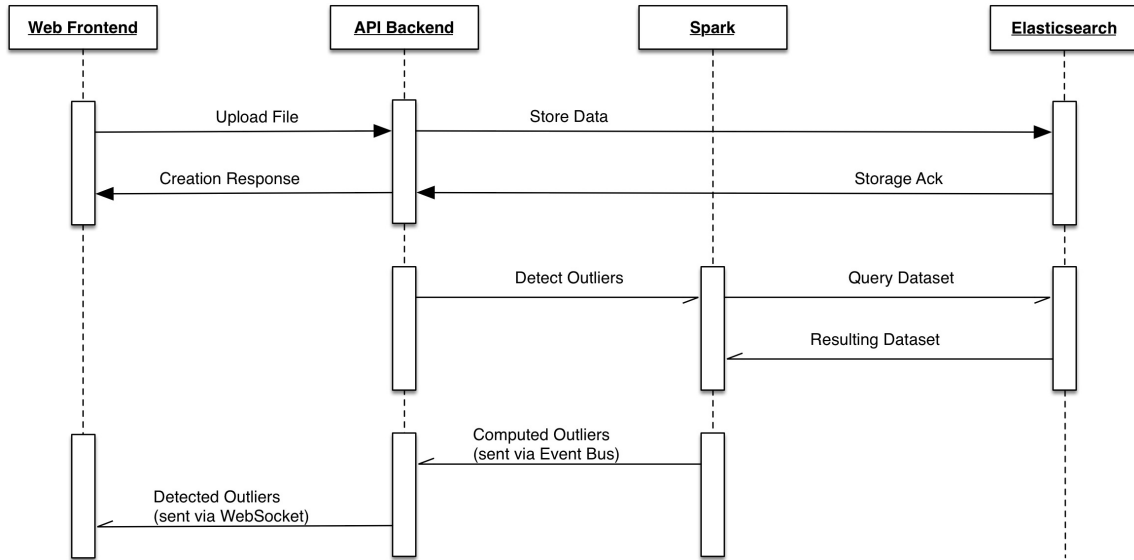 Web Frontend
API Backend
Spark
Elasticsearch
Upload File
Store Data
Creation Response
Storage Ack
Detect Outliers
Query Dataset
Resulting Dataset
Computed Outliers
(sent via Event Bus)
Detected Outliers
(sent via WebSocket)